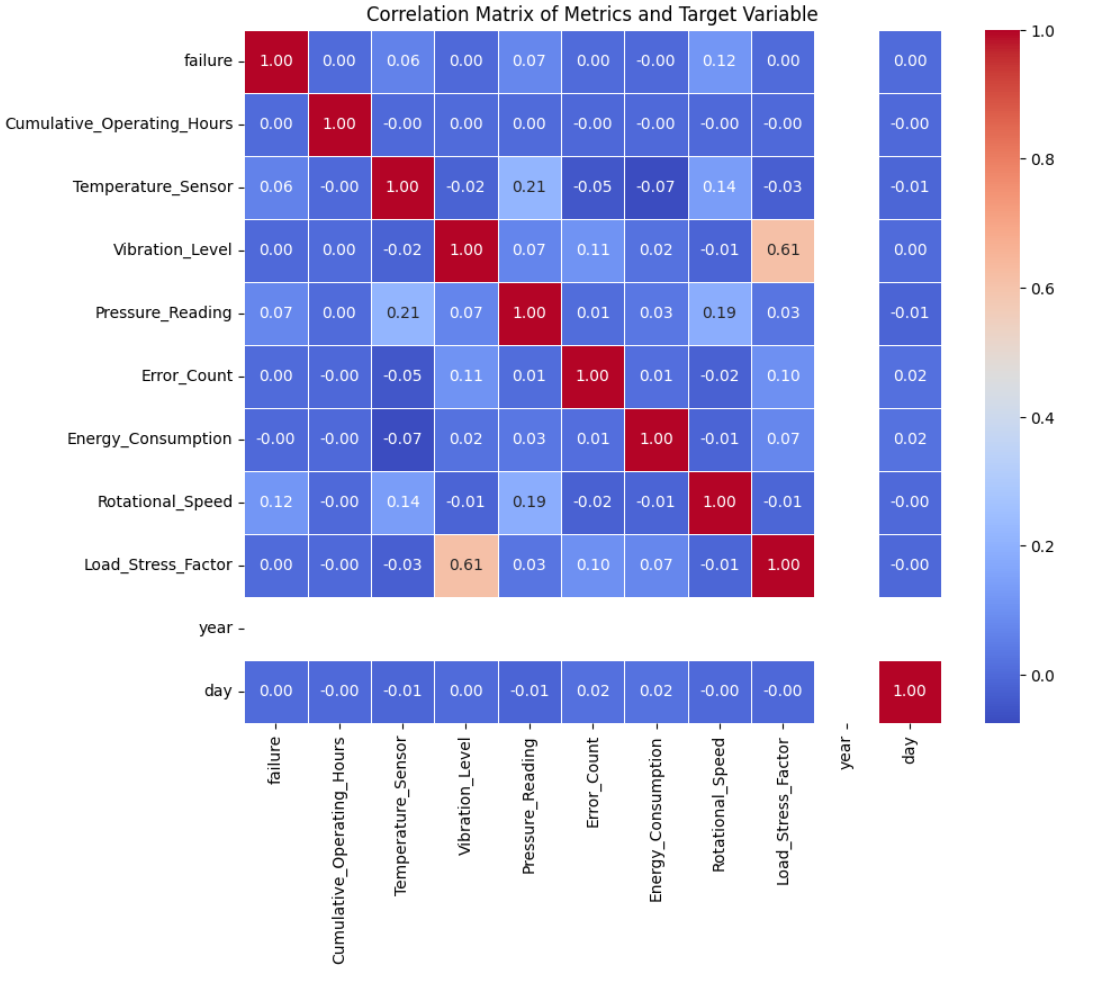 Correlation Matrix of Metrics and Target Variable
failure 1.00 0.00 0.06 0.00 0.07 0.00 -0.00 0.12 0.00 0.00
Cumulative_Operating_Hours 0.00 1.00 -0.00 0.00 0.00 -0.00 -0.00 -0.00 -0.00 -0.00
Temperature_Sensor 0.06 -0.00 1.00 -0.02 0.21 -0.05 -0.07 0.14 -0.03 -0.01
Vibration_Level 0.00 0.00 -0.02 1.00 0.07 0.11 0.02 -0.01 0.61 0.00
Pressure_Reading 0.07 0.00 0.21 0.07 1.00 0.01 0.03 0.19 0.03 -0.01
Error_Count 0.00 -0.00 -0.05 0.11 0.01 1.00 0.01 -0.02 0.10 0.02
Energy_Consumption -0.00 -0.00 -0.07 0.02 0.03 0.01 1.00 -0.01 0.07 0.02
Rotational_Speed 0.12 -0.00 0.14 -0.01 0.19 -0.02 -0.01 1.00 -0.01 -0.00
Load_Stress_Factor 0.00 -0.00 -0.03 0.61 0.03 0.10 0.07 -0.01 1.00 -0.00
year
day 0.00 -0.00 -0.01 0.00 -0.01 0.02 0.02 -0.00 -0.00 1.00
failure
Cumulative_Operating_Hours
Temperature_Sensor
Vibration_Level
Pressure_Reading
Error_Count
Energy_Consumption
Rotational_Speed
Load_Stress_Factor
year
day
1.0
0.8
0.6
0.4
0.2
0.0